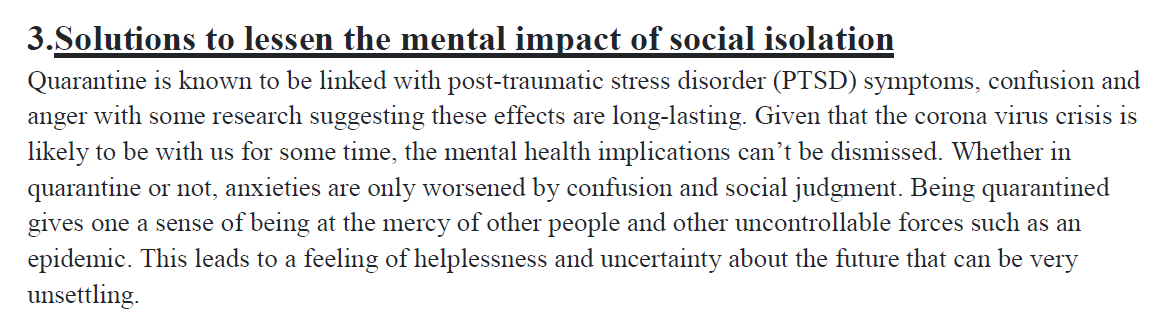 3.Solutions to lessen the mental impact of social isolation
Quarantine is known to be linked with post-traumatic stress disorder (PTSD) symptoms, confusion and
anger with some research suggesting these effects are long-lasting. Given that the corona virus crisis is
likely to be with us for some time, the mental health implications can’t be dismissed. Whether in
quarantine or not, anxieties are only worsened by confusion and social judgment. Being quarantined
gives one a sense of being at the mercy of other people and other uncontrollable forces such as an
epidemic. This leads to a feeling of helplessness and uncertainty about the future that can be very
unsettling.